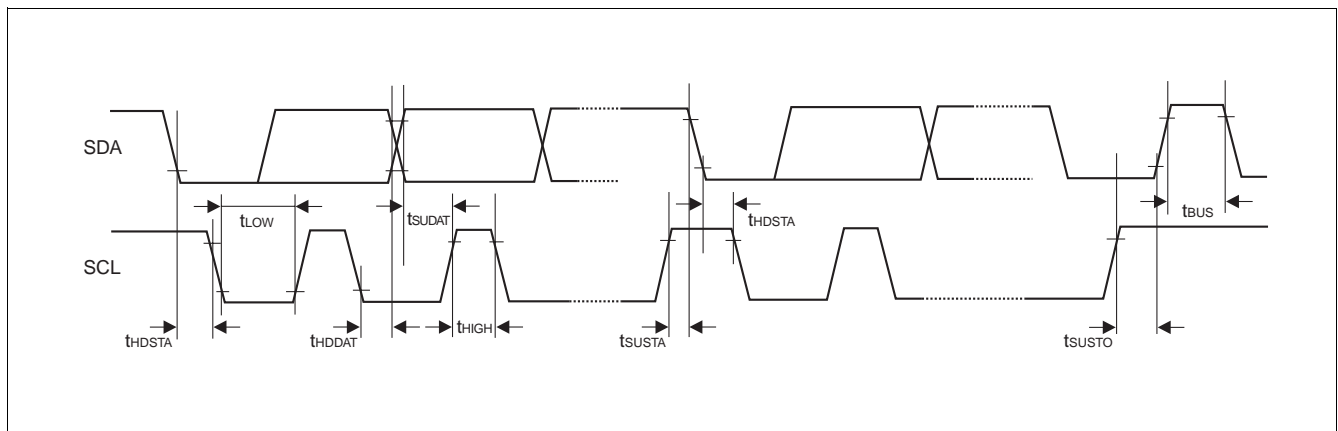 SDA
tLOW
tSUDAT
tHDSTA
tBUS
SCL
tHDSTA
tHDDAT
tHIGH
tSUSTA
tSUSTO